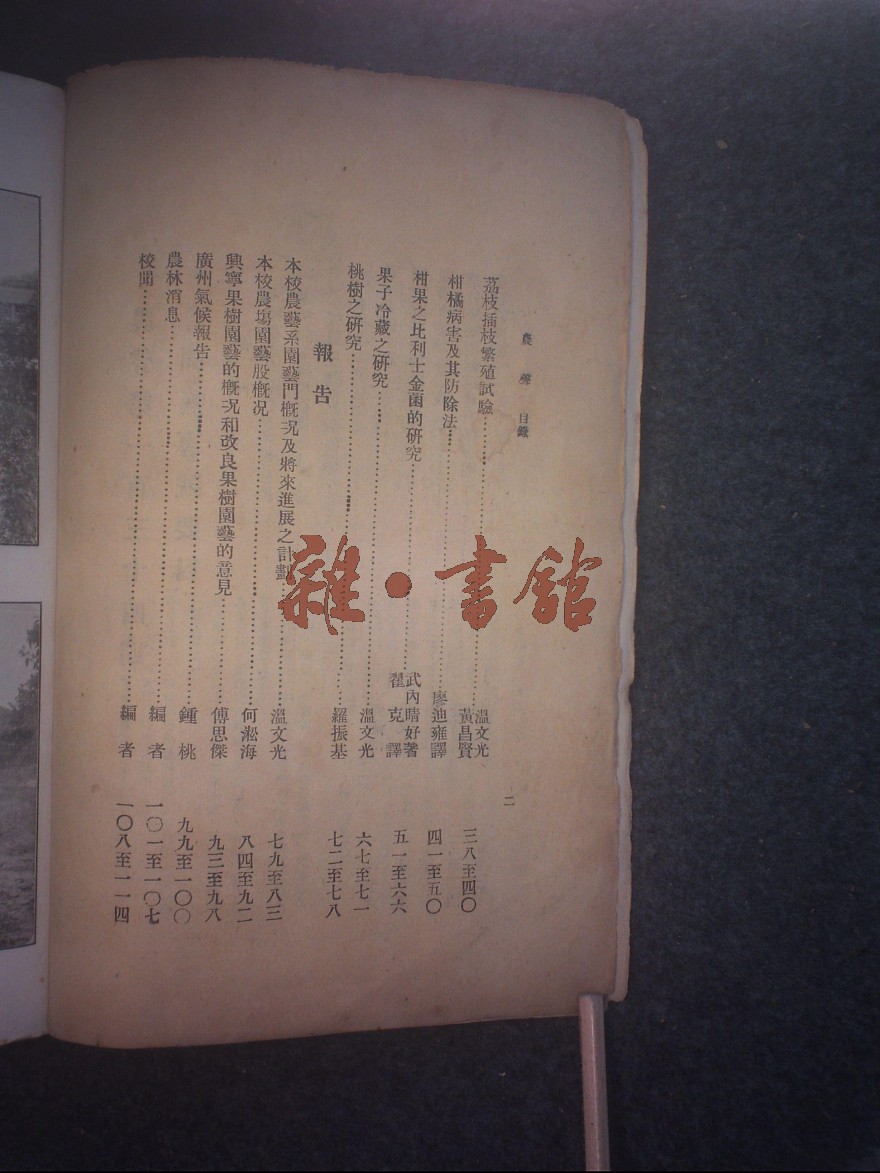 農聲 目錄 二
荔枝插枝繁殖試驗 溫文光 黃昌賢 三八至四〇
柑橘病害及其防除法 廖迪雍譯 四一至五〇
柑果之比利士金菌的研究 武內晴好著 翟克譯 五一至六六
果子冷藏之研究 溫文光 六七至七一
桃樹之研究 羅振基 七二至七八
報告
本校農藝系園藝門概況及將來進展之計劃 溫文光 七九至八三
本校農場園藝股概況 何淞海 八四至九二
興寧果樹園藝的概況和改良果樹園藝的意見 傅思傑 九三至九八
廣州氣候報告 鍾桃 九九至一〇〇
農林消息 編者 一〇一至一〇七
校聞 編者 一〇八至一一四
雜·書館